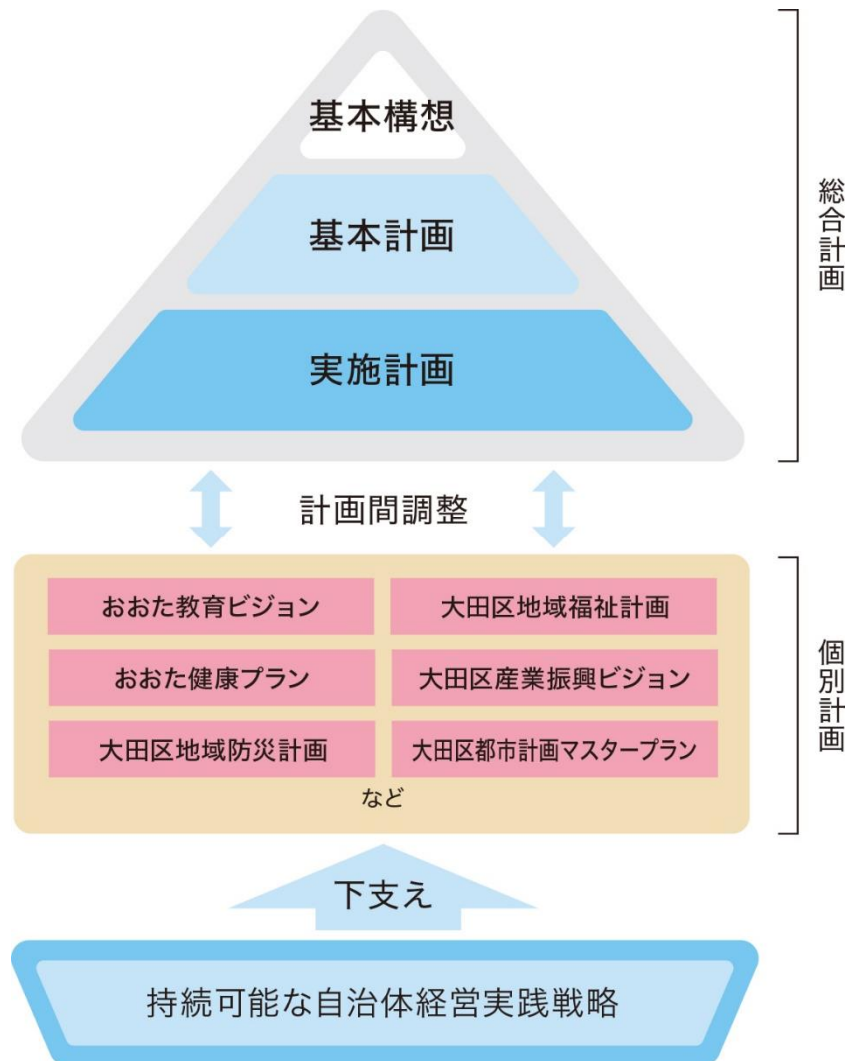 基本構想
基本計画
実施計画
総合計画
計画間調整
おおた教育ビジョン
大田区地域福祉計画
おおた健康プラン
大田区産業振興ビジョン
大田区地域防災計画
大田区都市計画マスタープラン
など
個別計画
下支え
持続可能な自治体経営実践戦略